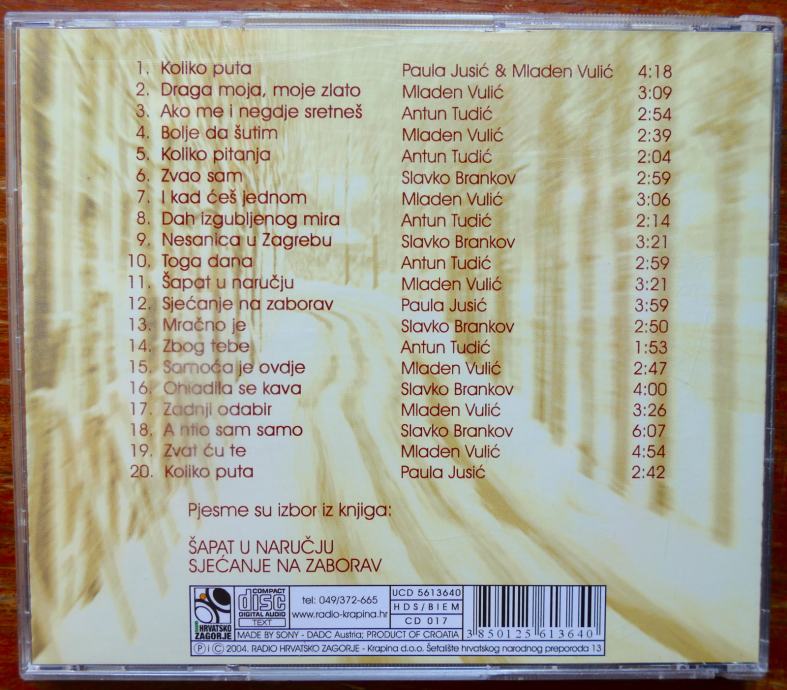 1. Koliko puta Paula Jusić & Mladen Vulić 4:18
2. Draga moja, moje zlato Mladen Vulić 3:09
3. Ako me i negdje sretneš Antun Tudić 2:54
4. Bolje da šutim Mladen Vulić 2:39
5. Koliko pitanja Antun Tudić 2:04
6. Zvao sam Slavko Brankov 2:59
7. I kad ćeš jednom Mladen Vulić 3:06
8. Dah izgubljenog mira Antun Tudić 2:14
9. Nesanica u Zagrebu Slavko Brankov 3:21
10. Toga dana Antun Tudić 2:59
11. Šapat u naručju Mladen Vulić 3:21
12. Sjećanje na zaborav Paula Jusić 3:59
13. Mračno je Slavko Brankov 2:50
14. Zbog tebe Antun Tudić 1:53
15. Samoća je ovdje Mladen Vulić 2:47
16. Ohladila se kava Slavko Brankov 4:00
17. Zadnji odabir Mladen Vulić 3:26
18. A htio sam samo Slavko Brankov 6:07
19. Zvat ću te Mladen Vulić 4:54
20. Koliko puta Paula Jusić 2:42
Pjesme su izbor iz knjiga:
ŠAPAT U NARUČJU
SJEĆANJE NA ZABORAV
HRVATSKO
ZAGORJE
COMPACT
disc
DIGITAL AUDIO
TEXT
tel: 049/372-665
www.radio-krapina.hr
UCD 5613640
HDS/BIEM
CD 017
3 850125 613640
MADE BY SONY - DADC Austria; PRODUCT OF CROATIA
Ⓟ i Ⓒ 2004. RADIO HRVATSKO ZAGORJE - Krapina d.o.o. Šetalište hrvatskog narodnog preporoda 13